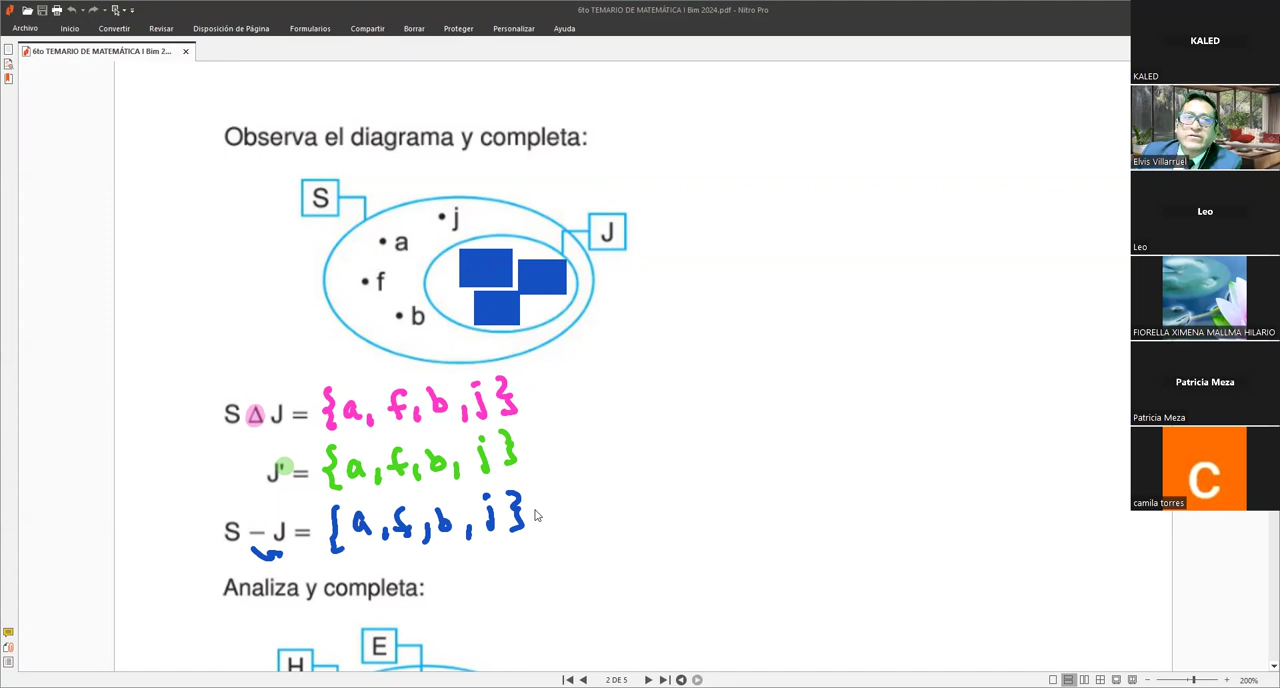 6to TEMARIO DE MATEMÁTICA I Bim 2024.pdf - Nitro Pro
Archivo Inicio Convertir Revisar Disposición de Página Formularios Compartir Borrar Proteger Personalizar Ayuda
6to TEMARIO DE MATEMÁTICA I Bim 2... ×
Observa el diagrama y completa:
S
J
• j
• a
• f
• b
S Δ J = {a, f, b, j}
J' = {a, f, b, j}
S – J = {a, f, b, j}
Analiza y completa:
E
H
2 DE 5
200%
KALED
KALED
Elvis Villarruel
Leo
Leo
FIORELLA XIMENA MALLMA HILARIO
Patricia Meza
Patricia Meza
C
camila torres